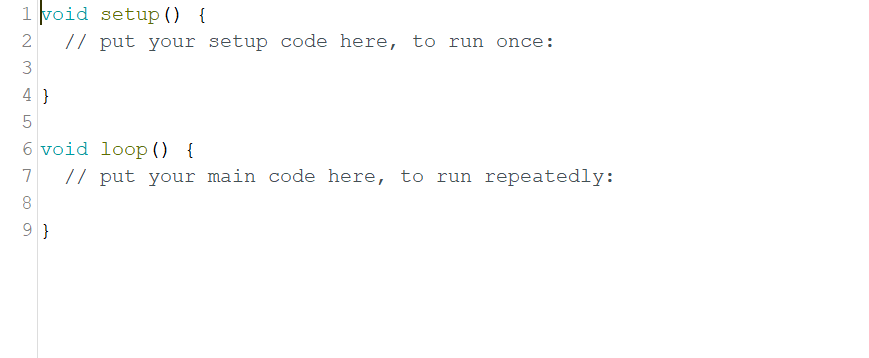 1 void setup() {
2   // put your setup code here, to run once:
3
4 }
5
6 void loop() {
7   // put your main code here, to run repeatedly:
8
9 }